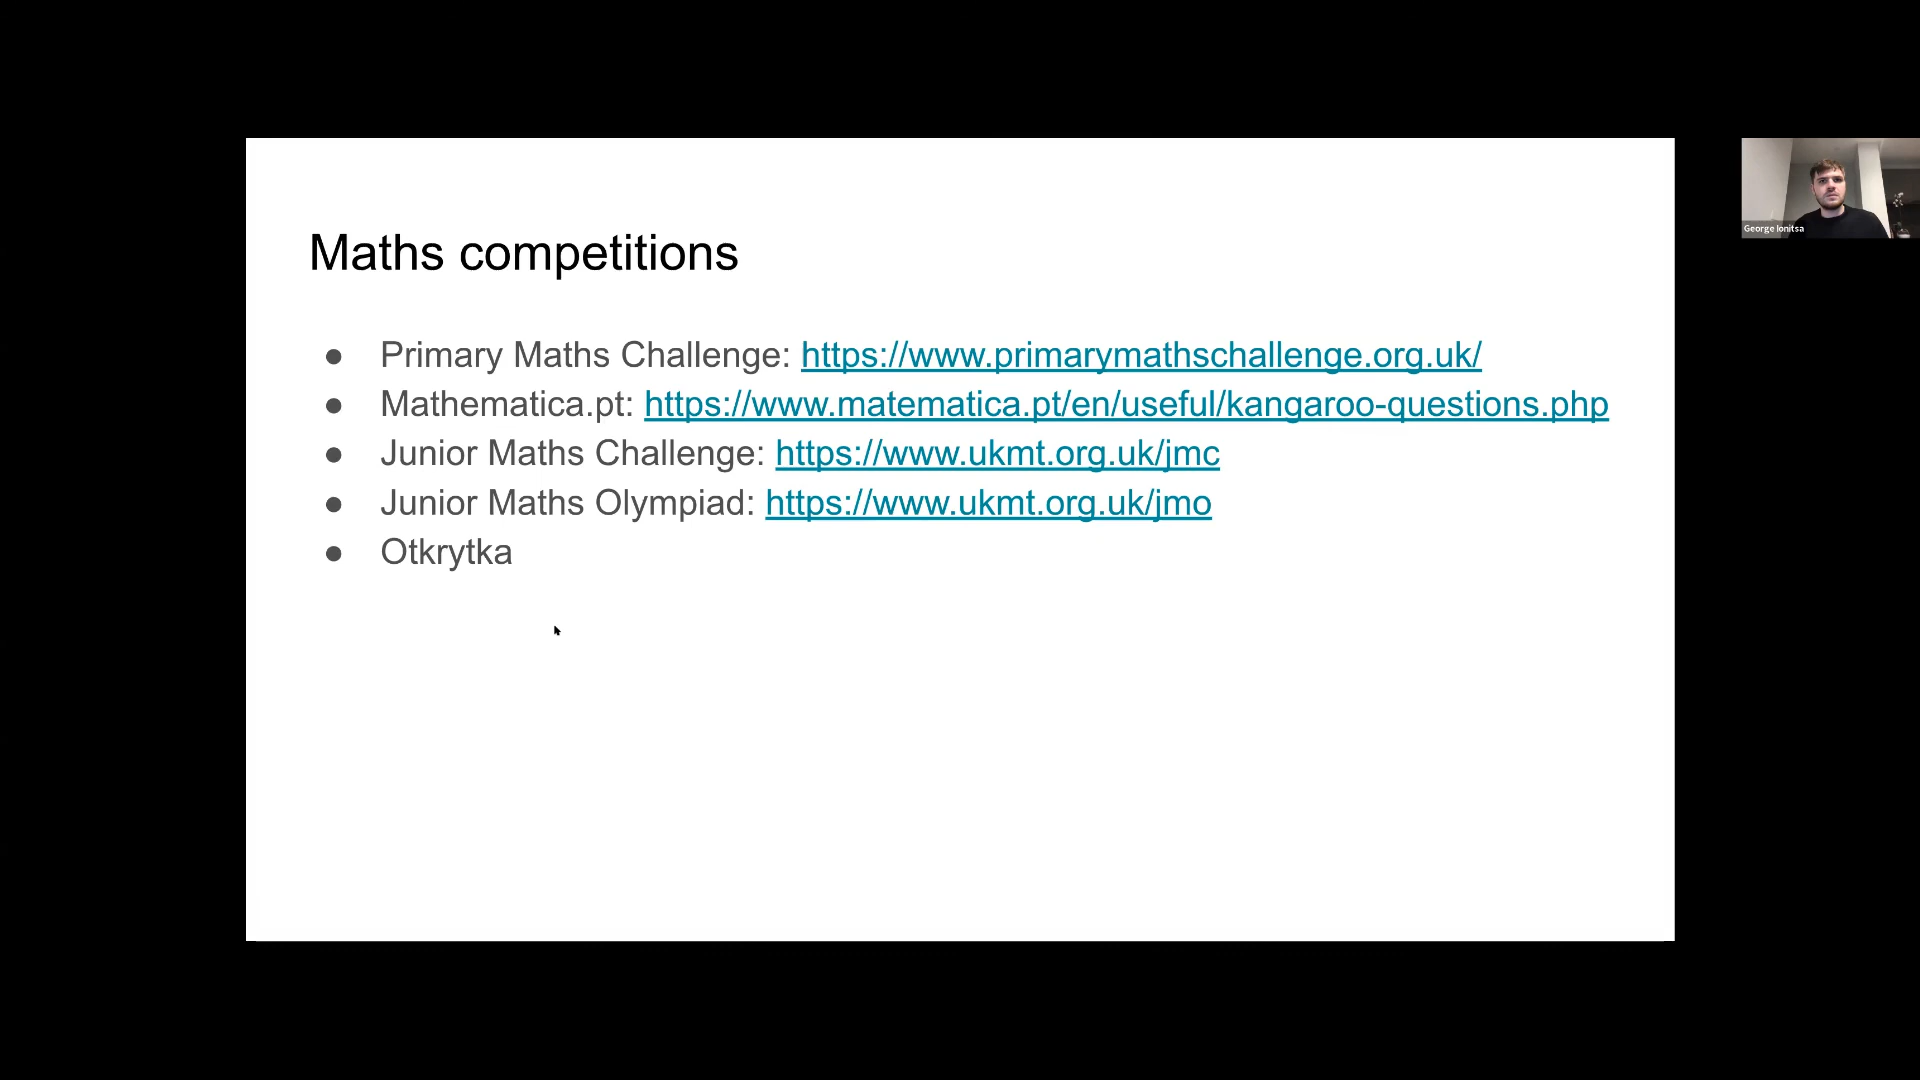 Maths competitions
● Primary Maths Challenge: https://www.primarymathschallenge.org.uk/
● Mathematica.pt: https://www.matematica.pt/en/useful/kangaroo-questions.php
● Junior Maths Challenge: https://www.ukmt.org.uk/jmc
● Junior Maths Olympiad: https://www.ukmt.org.uk/jmo
● Otkrytka
George Ionitsa